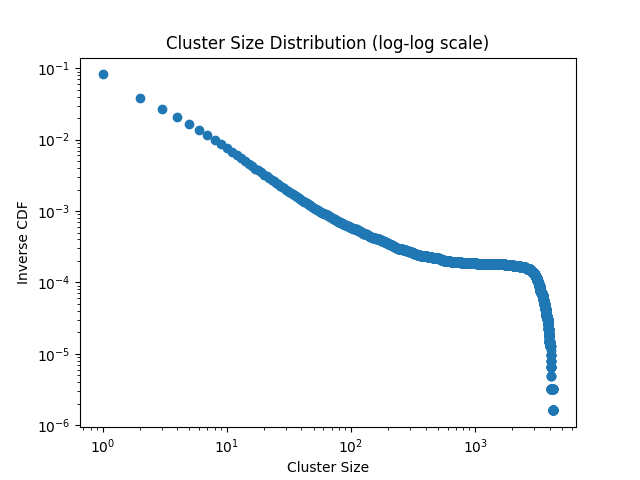 Cluster Size Distribution (log-log scale)
Inverse CDF
10⁻¹
10⁻²
10⁻³
10⁻⁴
10⁻⁵
10⁻⁶
10⁰ 10¹ 10² 10³
Cluster Size